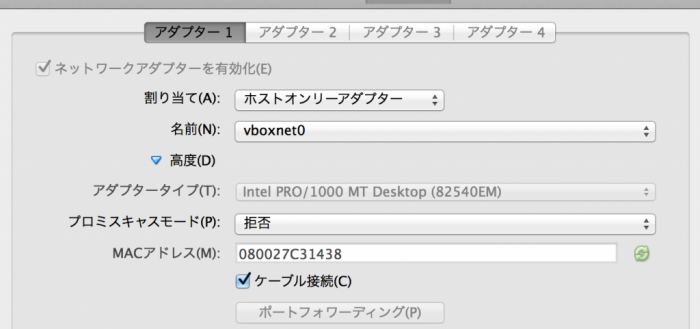 アダプター 1 アダプター 2 アダプター 3 アダプター 4
ネットワークアダプターを有効化(E)
割り当て(A): ホストオンリーアダプター
名前(N): vboxnet0
高度(D)
アダプタータイプ(T): Intel PRO/1000 MT Desktop (82540EM)
プロミスキャスモード(P): 拒否
MACアドレス(M): 080027C31438
ケーブル接続(C)
ポートフォワーディング(P)